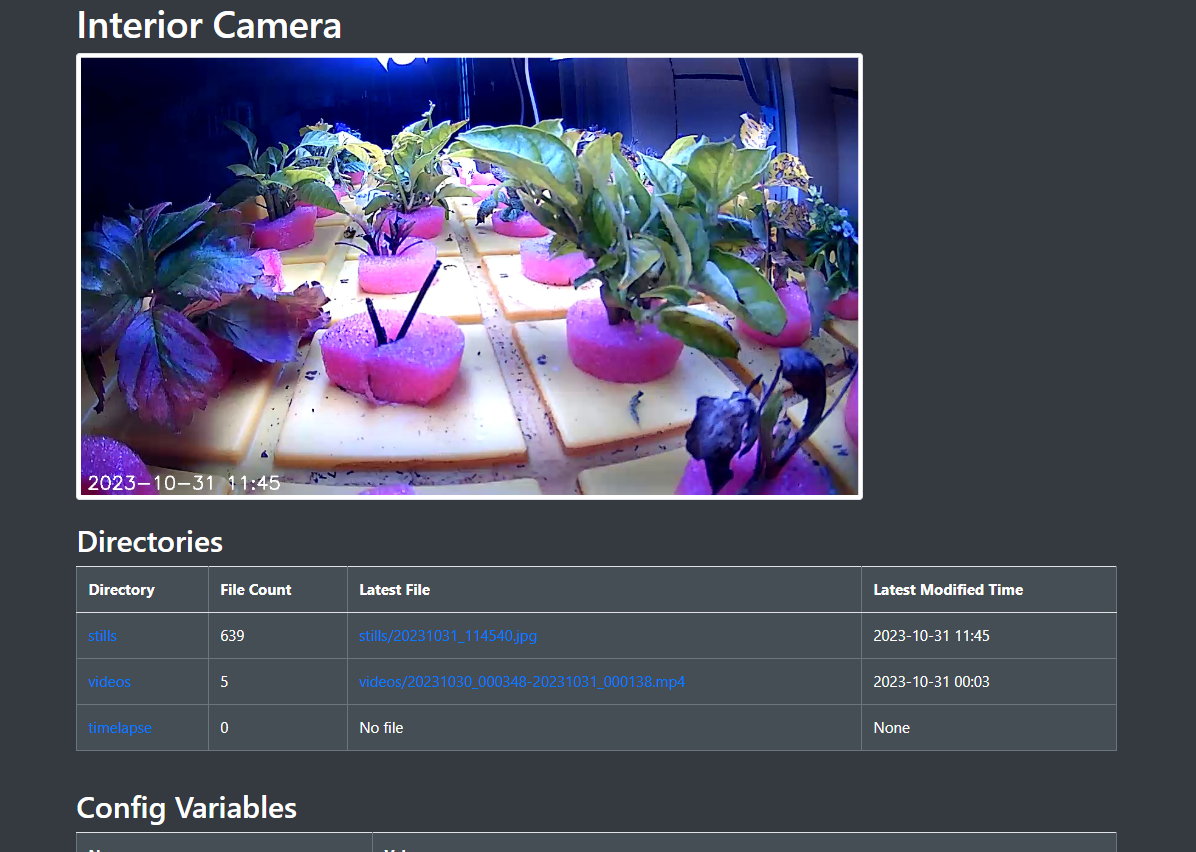 Interior Camera
2023-10-31 11:45
Directories
Directory File Count Latest File Latest Modified Time
stills 639 stills/20231031_114540.jpg 2023-10-31 11:45
videos 5 videos/20231030_000348-20231031_000138.mp4 2023-10-31 00:03
timelapse 0 No file None
Config Variables